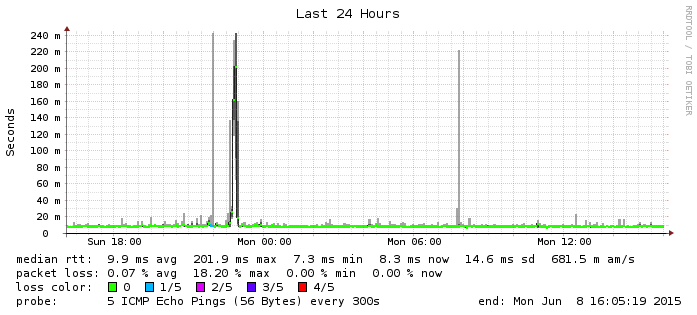 Last 24 Hours
RRDTOOL / TOBI OETIKER
Seconds
240 m
220 m
200 m
180 m
160 m
140 m
120 m
100 m
80 m
60 m
40 m
20 m
0
Sun 18:00 Mon 00:00 Mon 06:00 Mon 12:00
median rtt: 9.9 ms avg 201.9 ms max 7.3 ms min 8.3 ms now 14.6 ms sd 681.5 m am/s
packet loss: 0.07 % avg 18.20 % max 0.00 % min 0.00 % now
loss color: 0 1/5 2/5 3/5 4/5
probe: 5 ICMP Echo Pings (56 Bytes) every 300s end: Mon Jun 8 16:05:19 2015